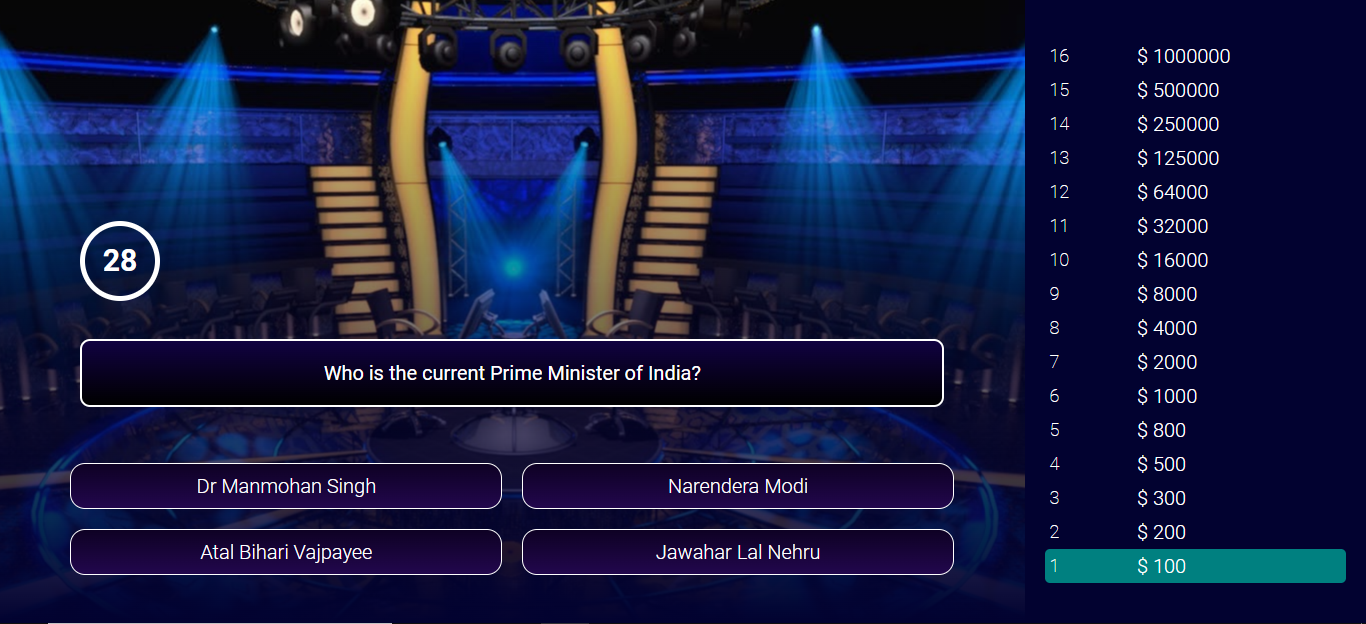 28
Who is the current Prime Minister of India?
Dr Manmohan Singh
Narendera Modi
Atal Bihari Vajpayee
Jawahar Lal Nehru
16 $ 1000000
15 $ 500000
14 $ 250000
13 $ 125000
12 $ 64000
11 $ 32000
10 $ 16000
9 $ 8000
8 $ 4000
7 $ 2000
6 $ 1000
5 $ 800
4 $ 500
3 $ 300
2 $ 200
1 $ 100